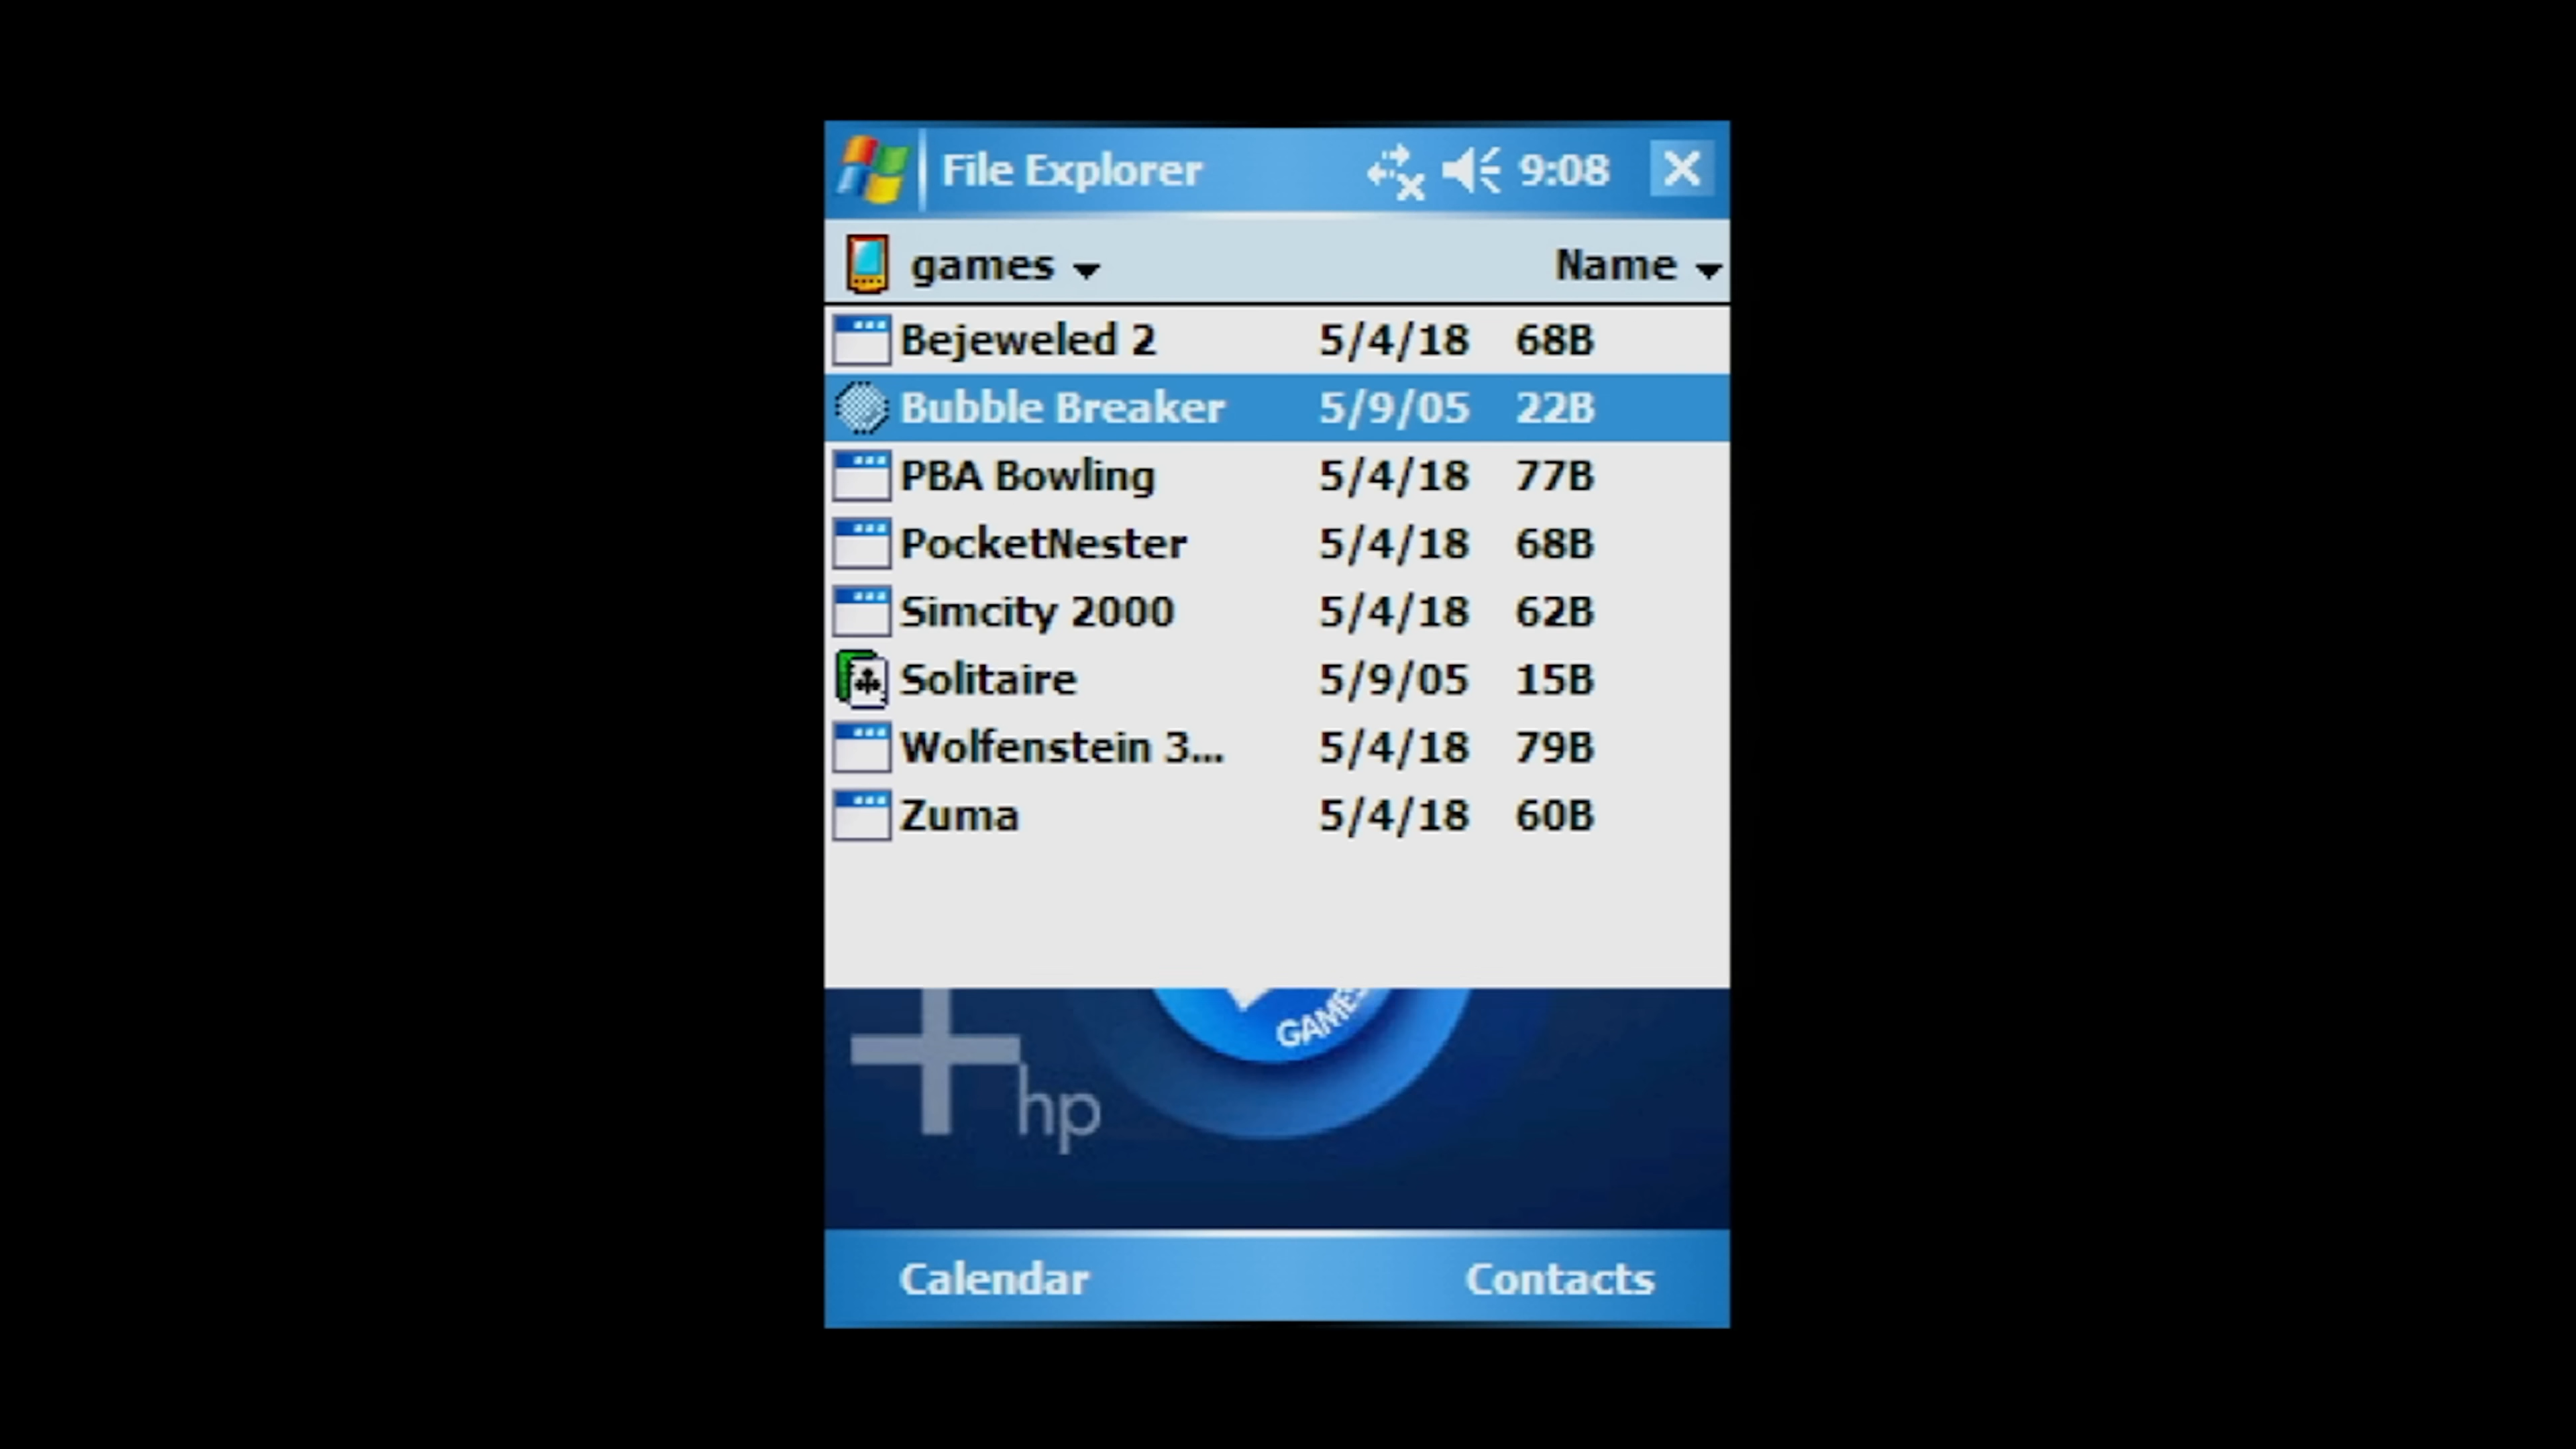 File Explorer 9:08
games Name
Bejeweled 2 5/4/18 68B
Bubble Breaker 5/9/05 22B
PBA Bowling 5/4/18 77B
PocketNester 5/4/18 68B
Simcity 2000 5/4/18 62B
Solitaire 5/9/05 15B
Wolfenstein 3... 5/4/18 79B
Zuma 5/4/18 60B
GAMES
hp
Calendar Contacts